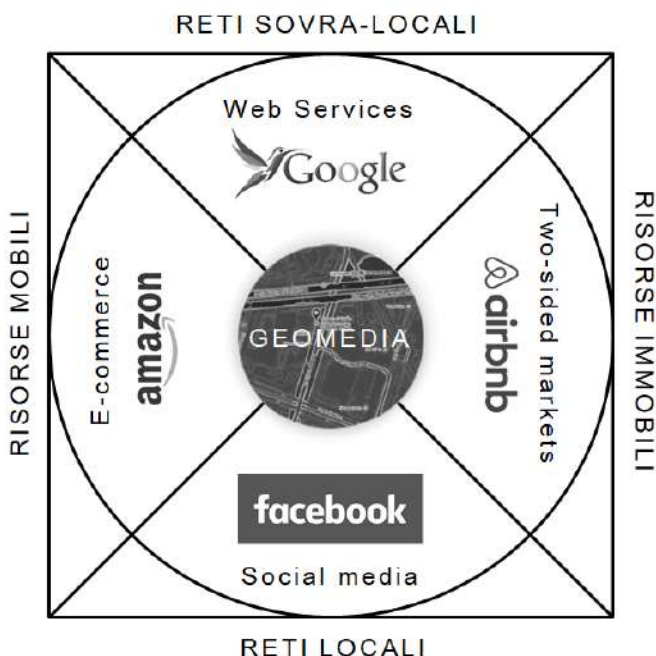 RETI SOVRA-LOCALI
Web Services
Google
RISORSE MOBILI
E-commerce
amazon
GEOMEDIA
airbnb
Two-sided markets
RISORSE IMMOBILI
facebook
Social media
RETI LOCALI